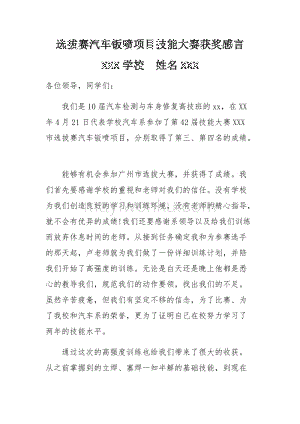 选拔赛汽车钣喷项目技能大赛获奖感言
XXX学校 姓名XXX
各位领导，同学们：
我们是10届汽车检测与车身修复高技班的xx，在XX
年4月21日代表学校汽车系参加了第42届技能大赛XXX
市选拔赛汽车钣喷项目，分别取得了第三、第四名的成绩。
能够有机会参加广州市选拔大赛，并获得了成绩。我
们首先要感谢学校的重视和老师对我们的信任。没有学校
为我们创造良好的学习和训练环境，没有老师的精心指导，
就不会有优异的成绩！我们还要感谢系领导以及给我们训练
而放弃休息时间的老师。从接到任务确定我和为参赛选手
的那天起，卢老师就为我们做了一份详细训练计划，并陪
我们开始了高强度的训练。无论是白天还是晚上他都是悉
心的教导我们，规范我们的动作要领，找出我们的不足。
虽然辛苦疲惫，但我们有坚定不移的信念，为了比赛、为
了我校和汽车系的荣誉，更为了证明自己在校努力学习了
两年的技能水平。
通过这次的高强度训练也给我们带来了很大的收获。
从之前掌握到的立焊、塞焊一知半解的基础技能，到现在